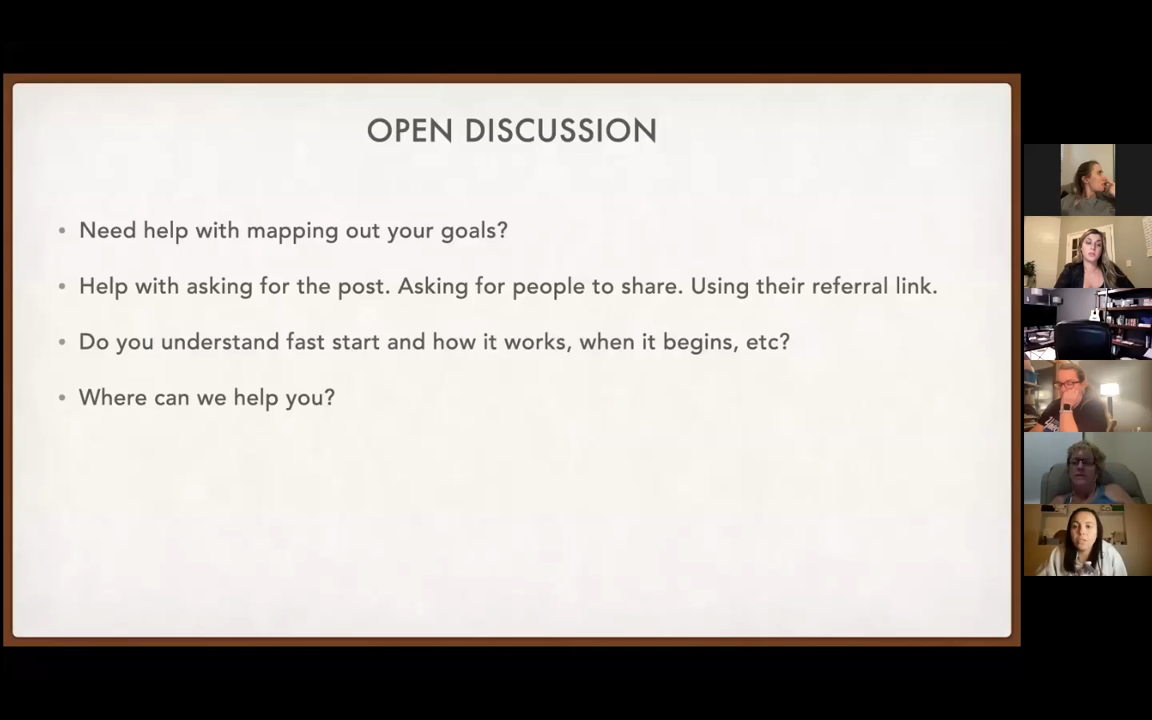 OPEN DISCUSSION
• Need help with mapping out your goals?
• Help with asking for the post. Asking for people to share. Using their referral link.
• Do you understand fast start and how it works, when it begins, etc?
• Where can we help you?